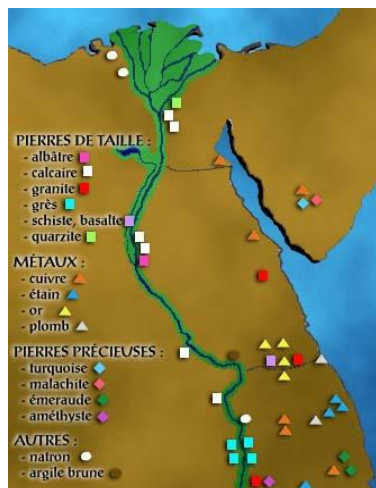 PIERRES DE TAILLE :
- albâtre
- calcaire
- granite
- grès
- schiste, basalte
- quarzite
MÉTAUX :
- cuivre
- étain
- or
- plomb
PIERRES PRÉCIEUSES :
- turquoise
- malachite
- émeraude
- améthyste
AUTRES :
- natron
- argile brune